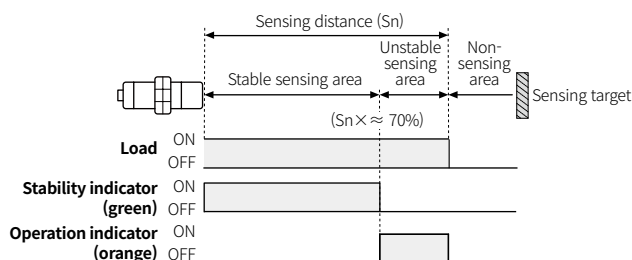 Sensing distance (Sn)
Unstable
sensing
area
Non-
sensing
area
Stable sensing area
Sensing target
(Sn×≈ 70%)
Load
ON
OFF
Stability indicator
(green)
ON
OFF
Operation indicator
(orange)
ON
OFF